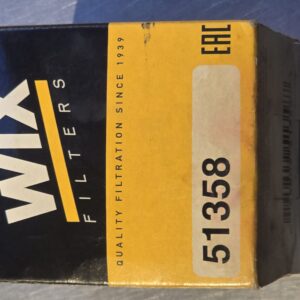 WIX
FILTERS
QUALITY FILTRATION SINCE 1939
51358
EAC